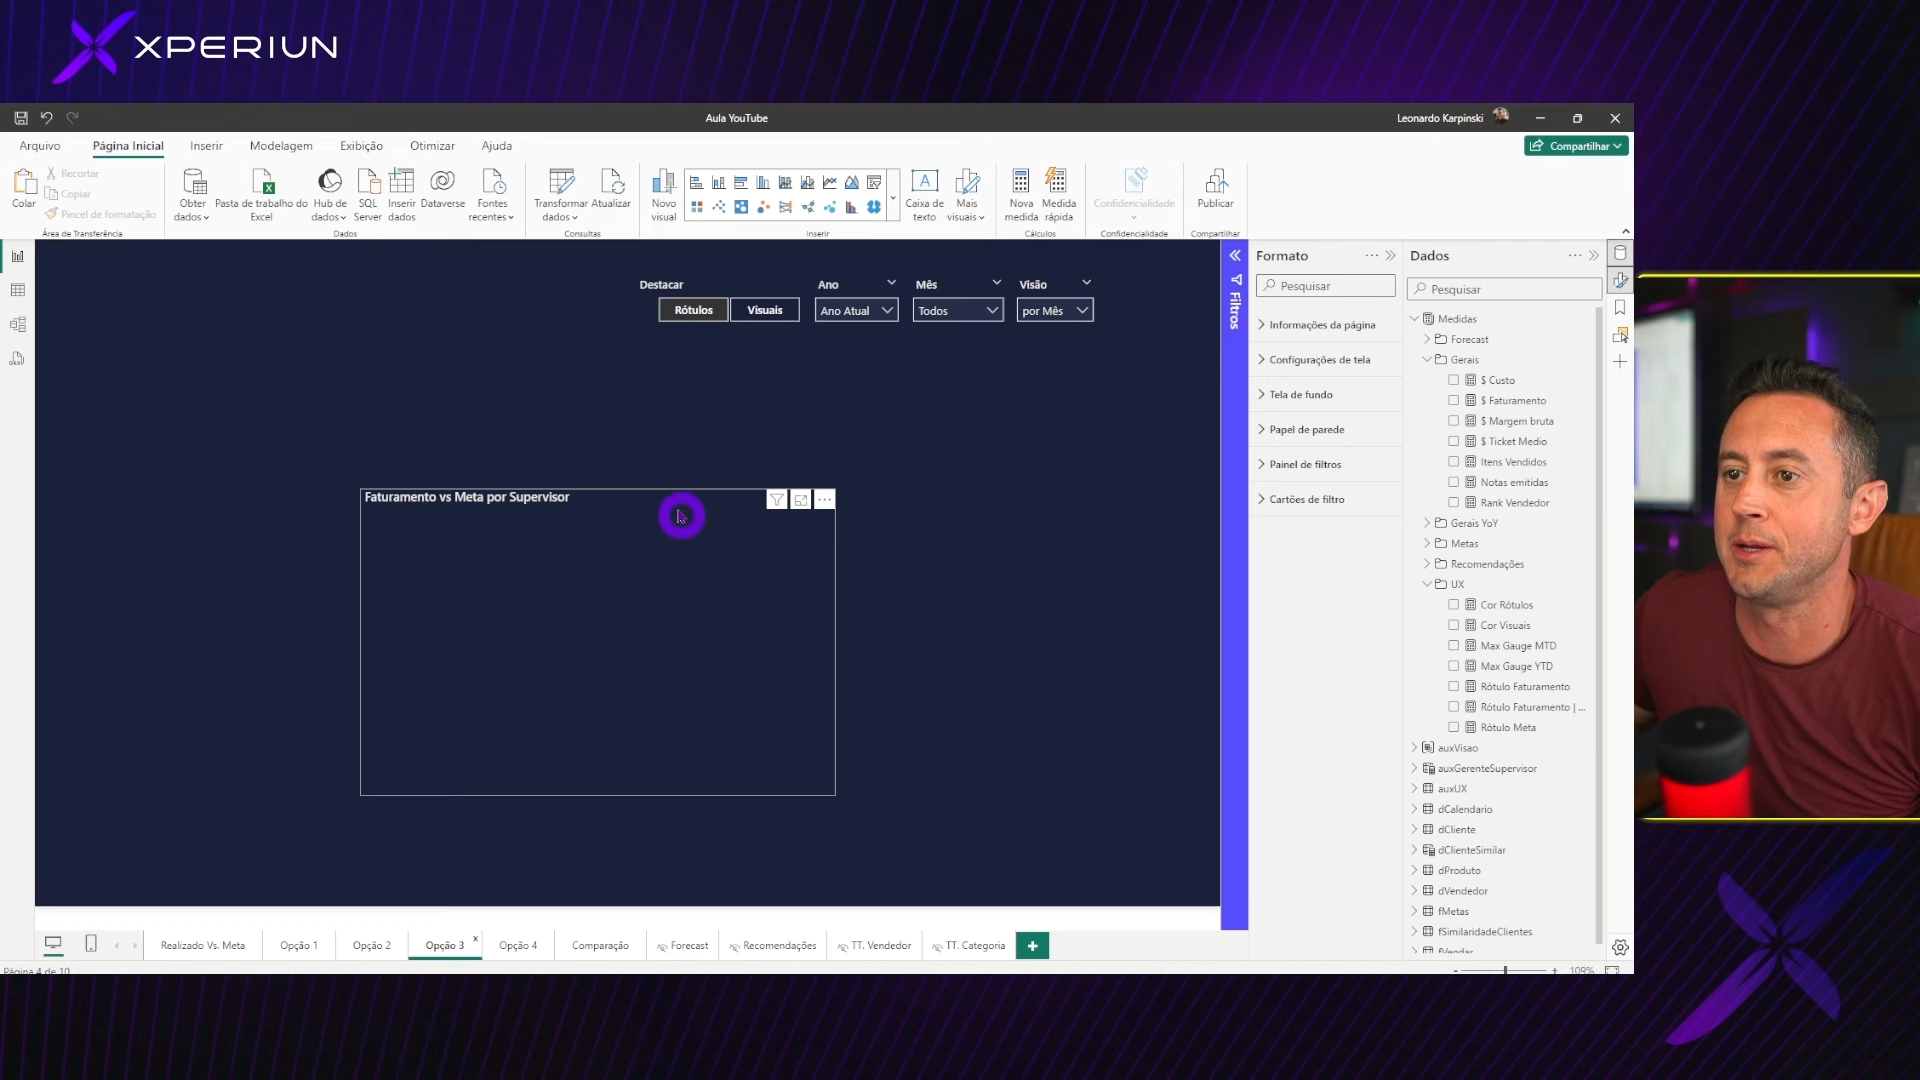 XPERIUN
Aula YouTube
Leonardo Karpinski
Arquivo
Página Inicial
Inserir
Modelagem
Exibição
Otimizar
Ajuda
Compartilhar
Colar
Recortar
Copiar
Pincel de formatação
Área de Transferência
Obter dados
Pasta de trabalho do Excel
Hub de dados
SQL Server
Inserir dados
Dataverse
Fontes recentes
Dados
Transformar dados
Atualizar
Consultas
Novo visual
Caixa de texto
Mais visuais
Inserir
Nova medida
Medida rápida
Cálculos
Confidencialidade
Confidencialidade
Publicar
Compartilhar
Destacar
Rótulos
Visuais
Ano
Ano Atual
Mês
Todos
Visão
por Mês
Faturamento vs Meta por Supervisor
Filtros
Formato
Pesquisar
Informações da página
Configurações de tela
Tela de fundo
Papel de parede
Painel de filtros
Cartões de filtro
Dados
Pesquisar
Medidas
Forecast
Gerais
$ Custo
$ Faturamento
$ Margem bruta
$ Ticket Medio
Itens Vendidos
Notas emitidas
Rank Vendedor
Gerais YoY
Metas
Recomendações
UX
Cor Rótulos
Cor Visuais
Max Gauge MTD
Max Gauge YTD
Rótulo Faturamento
Rótulo Faturamento | ...
Rótulo Meta
auxVisao
auxGerenteSupervisor
auxUX
dCalendario
dCliente
dClienteSimilar
dProduto
dVendedor
fMetas
fSimilaridadeClientes
fVendas
Realizado Vs. Meta
Opção 1
Opção 2
Opção 3
Opção 4
Comparação
Forecast
Recomendações
TT. Vendedor
TT. Categoria
Página 4 de 10
109%